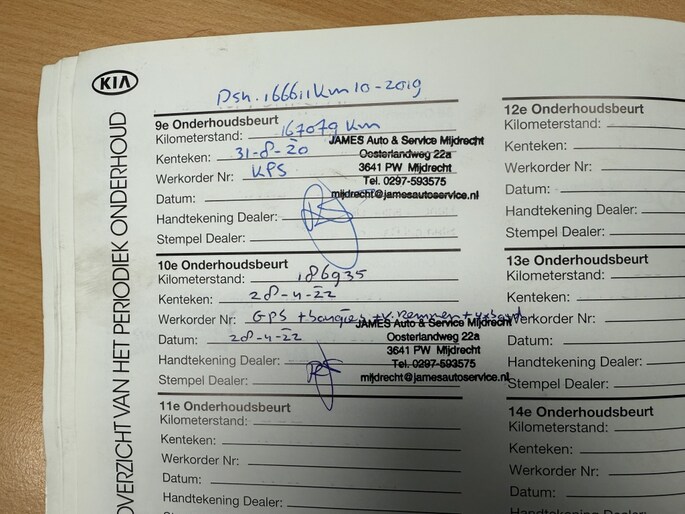 KIA
OVERZICHT VAN HET PERIODIEK ONDERHOUD
Dsn. 166611Km 10-2019
9e Onderhoudsbeurt
Kilometerstand: 167079 Km
Kenteken: 31-8-20
Werkorder Nr: KPS
Datum:
Handtekening Dealer:
Stempel Dealer:
JAMES Auto & Service Mijdrecht
Oosterlandweg 22a
3641 PW Mijdrecht
Tel. 0297-593575
mijdrecht@jamesautoservice.nl
10e Onderhoudsbeurt
Kilometerstand: 186935
Kenteken: 28-4-22
Werkorder Nr: GPS
Datum: 28-4-22
Handtekening Dealer:
Stempel Dealer:
JAMES Auto & Service Mijdrecht
Oosterlandweg 22a
3641 PW Mijdrecht
Tel. 0297-593575
mijdrecht@jamesautoservice.nl
11e Onderhoudsbeurt
Kilometerstand:
Kenteken:
Werkorder Nr:
Datum:
Handtekening Dealer:
12e Onderhoudsbeurt
Kilometerstand:
Kenteken:
Werkorder Nr:
Datum:
Handtekening Dealer:
Stempel Dealer:
13e Onderhoudsbeurt
Kilometerstand:
Kenteken:
Werkorder Nr:
Datum:
Handtekening Dealer:
Stempel Dealer:
14e Onderhoudsbeurt
Kilometerstand:
Kenteken:
Werkorder Nr:
Datum:
Handtekening Dealer: